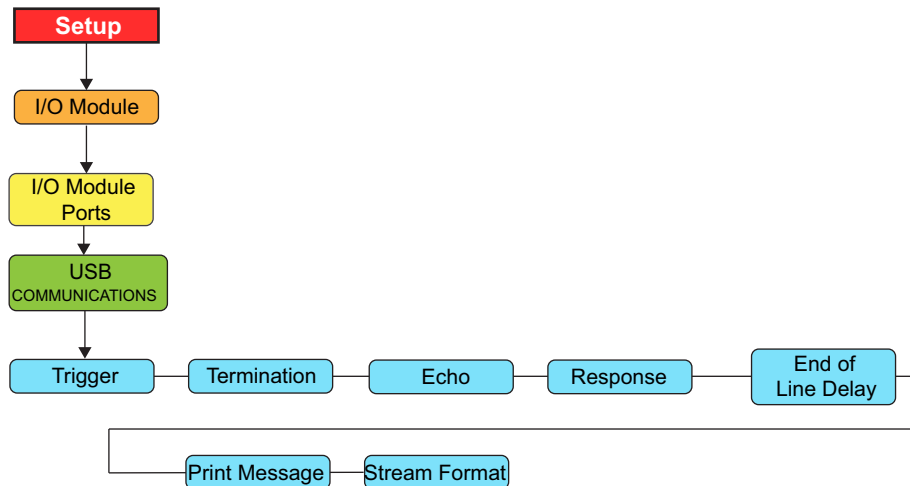 Setup
I/O Module
I/O Module
Ports
USB
COMMUNICATIONS
Trigger
Termination
Echo
Response
End of
Line Delay
Print Message
Stream Format